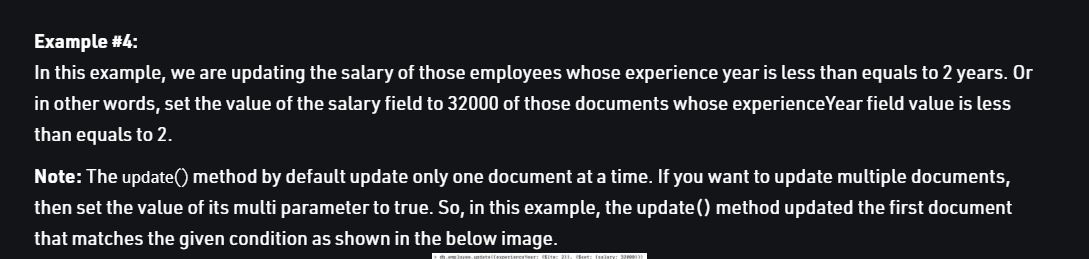 Example #4:
In this example, we are updating the salary of those employees whose experience year is less than equals to 2 years. Or
in other words, set the value of the salary field to 32000 of those documents whose experienceYear field value is less
than equals to 2.
Note: The update() method by default update only one document at a time. If you want to update multiple documents,
then set the value of its multi parameter to true. So, in this example, the update() method updated the first document
that matches the given condition as shown in the below image.
> db.employee.update({experienceYear: {$lte: 2}}, {$set: {salary: 32000}})